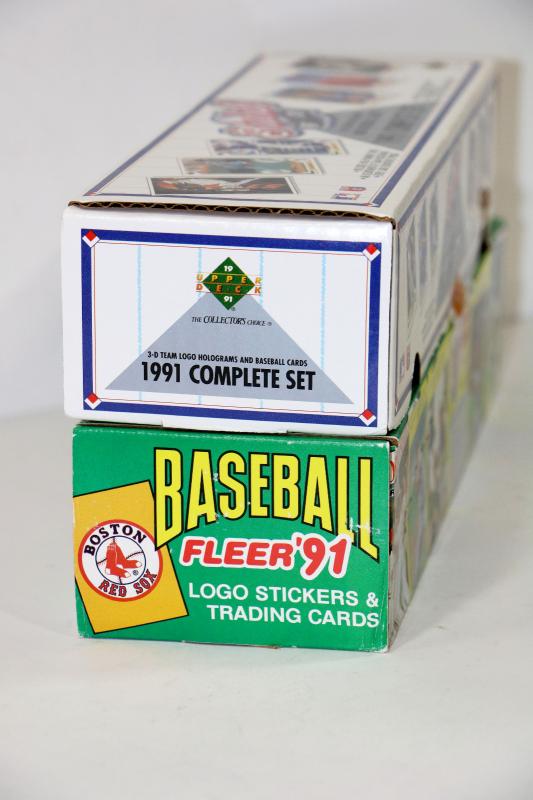 19
UPPER
DECK
91
THE COLLECTOR'S CHOICE ®
3-D TEAM LOGO HOLOGRAMS AND BASEBALL CARDS
1991 COMPLETE SET
BASEBALL
FLEER '91
BOSTON
RED SOX
LOGO STICKERS &
TRADING CARDS